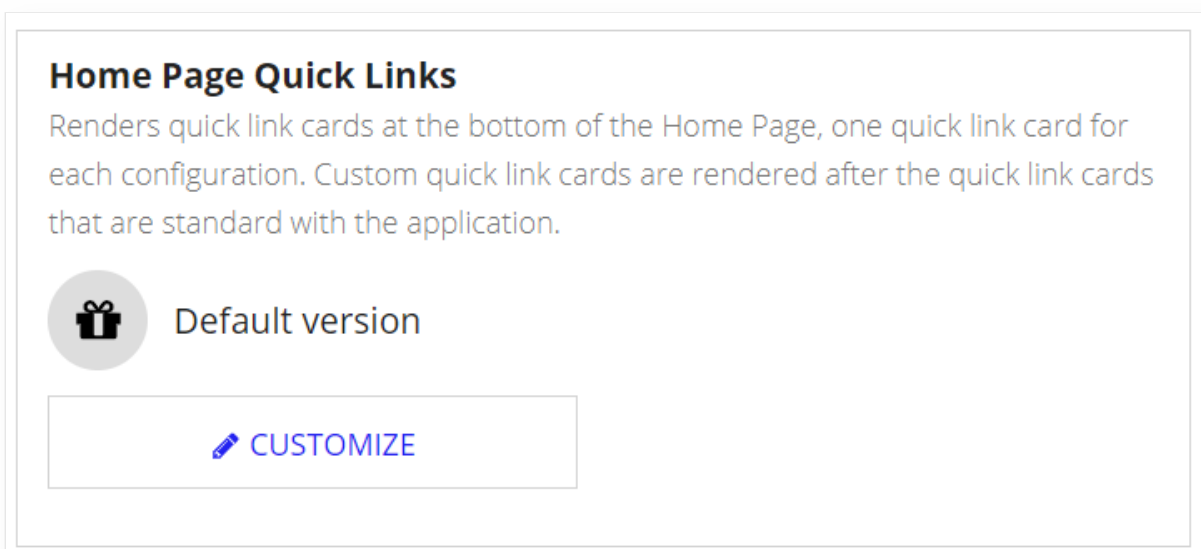 Home Page Quick Links
Renders quick link cards at the bottom of the Home Page, one quick link card for
each configuration. Custom quick link cards are rendered after the quick link cards
that are standard with the application.
Default version
CUSTOMIZE